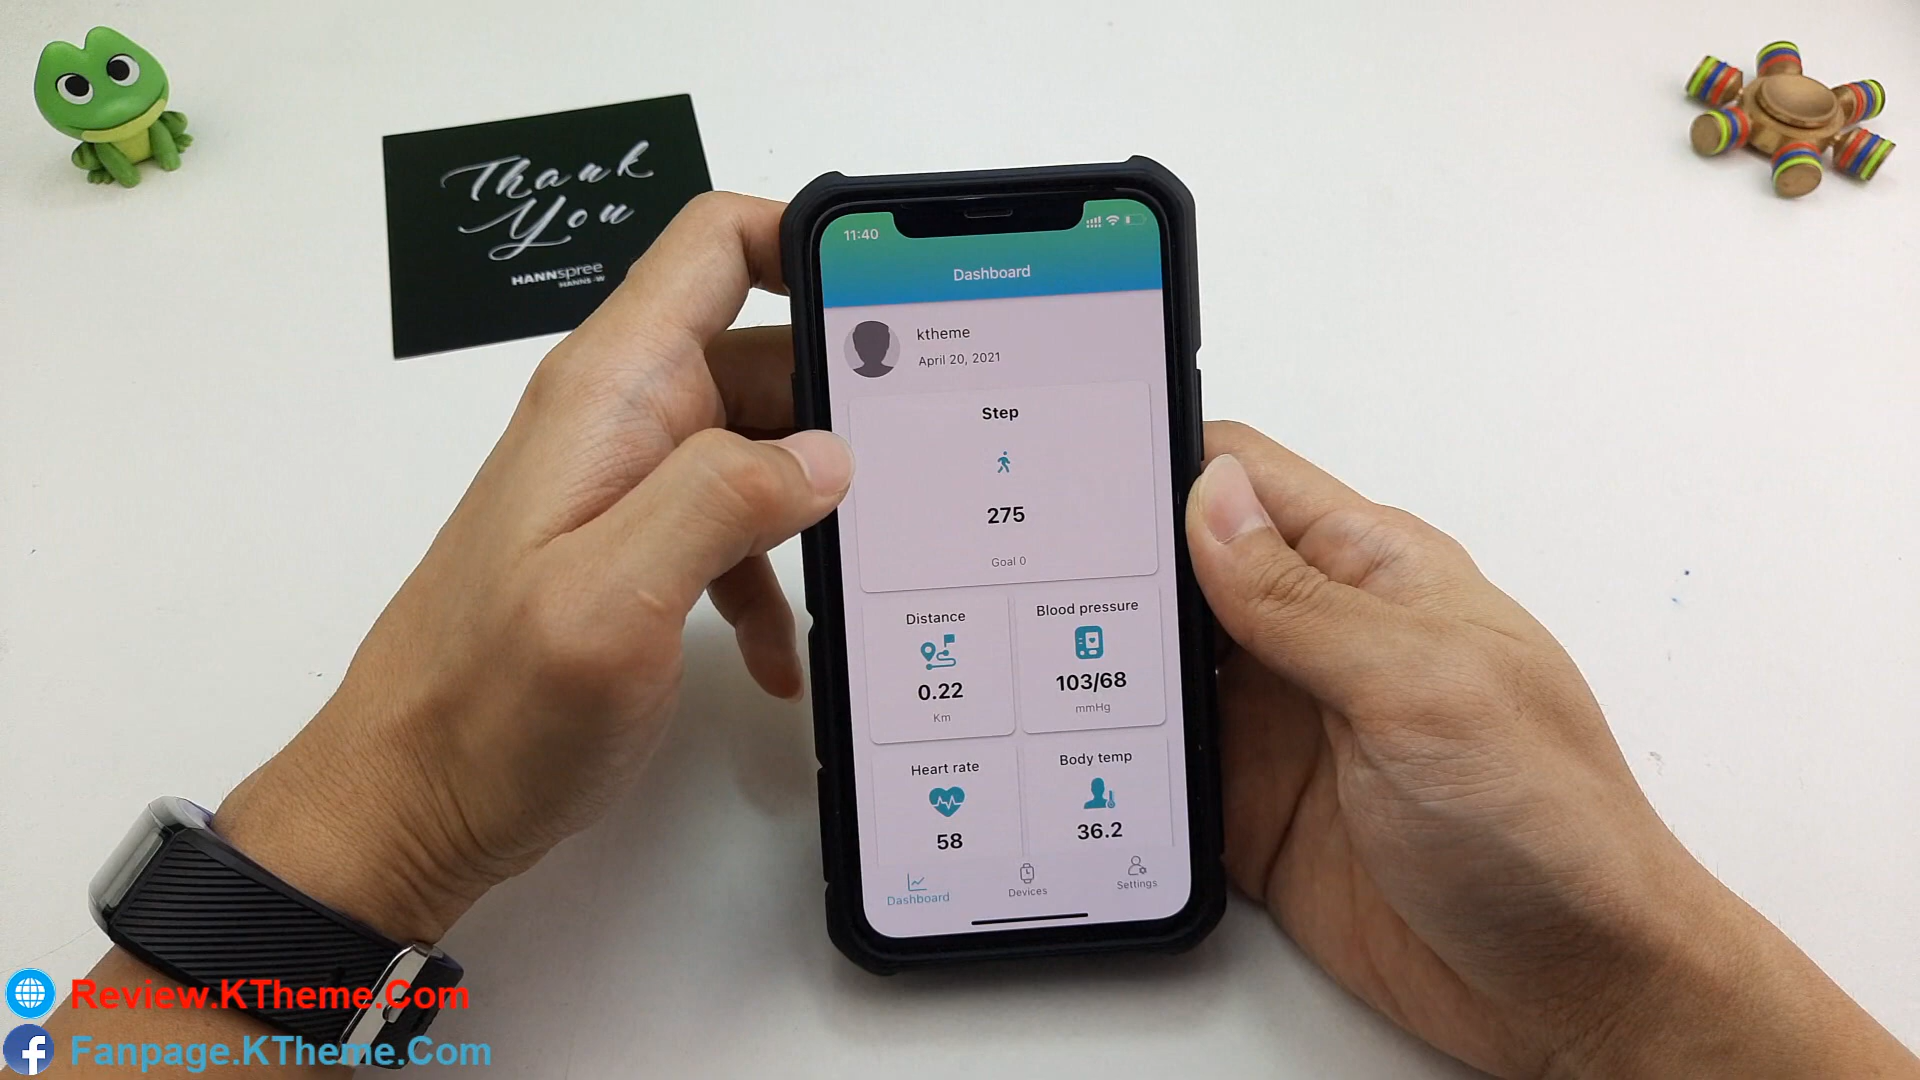 Thank
You
HANNspree
HANNS
11:40
Dashboard
ktheme
April 20, 2021
Step
275
Goal 0
Distance
0.22
Km
Blood pressure
103/68
mmHg
Heart rate
58
Body temp
36.2
Dashboard
Devices
Settings
Review.KTheme.Com
Fanpage.KTheme.Com